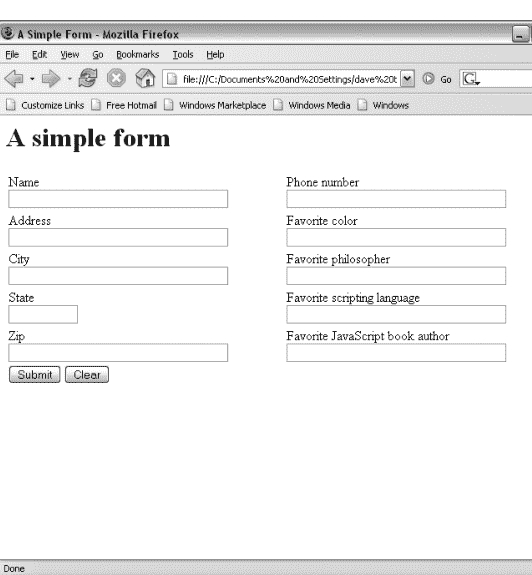 A Simple Form - Mozilla Firefox
File Edit View Go Bookmarks Tools Help
file:///C:/Documents%20and%20Settings/dave%20t Go G
Customize Links Free Hotmail Windows Marketplace Windows Media Windows
A simple form
Name
Address
City
State
Zip
Submit Clear
Phone number
Favorite color
Favorite philosopher
Favorite scripting language
Favorite JavaScript book author
Done